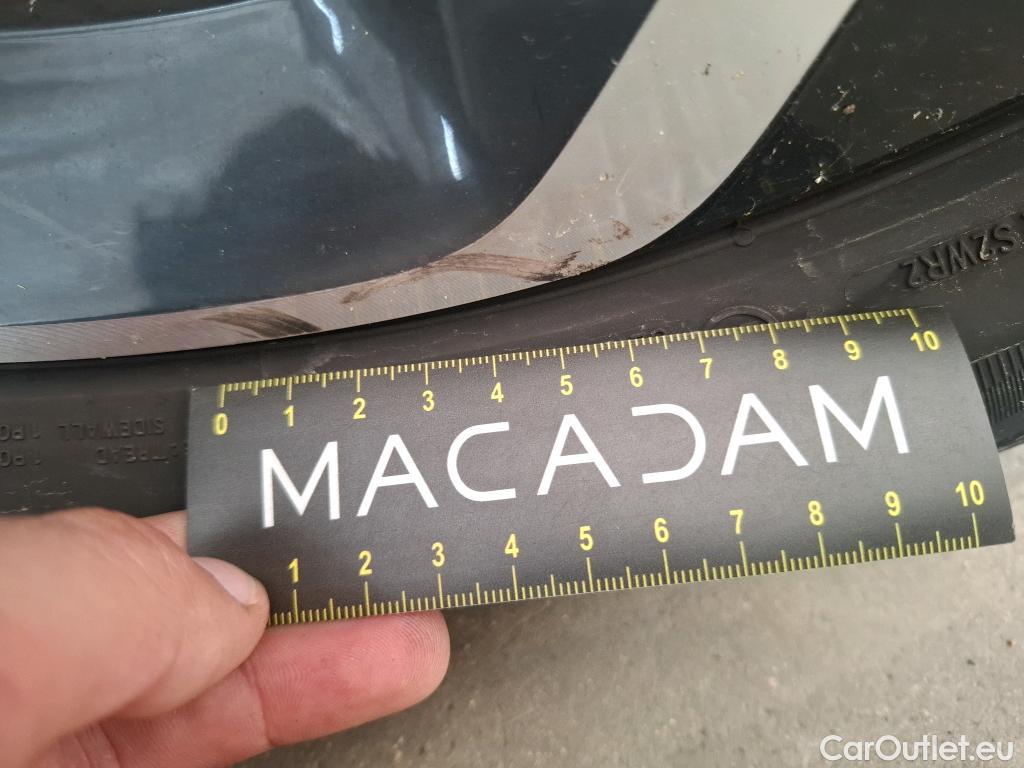 S2WR2
TREAD
SIDEWALL
0 1 2 3 4 5 6 7 8 9 10
MACADAM
1 2 3 4 5 6 7 8 9 10
CarOutlet.eu